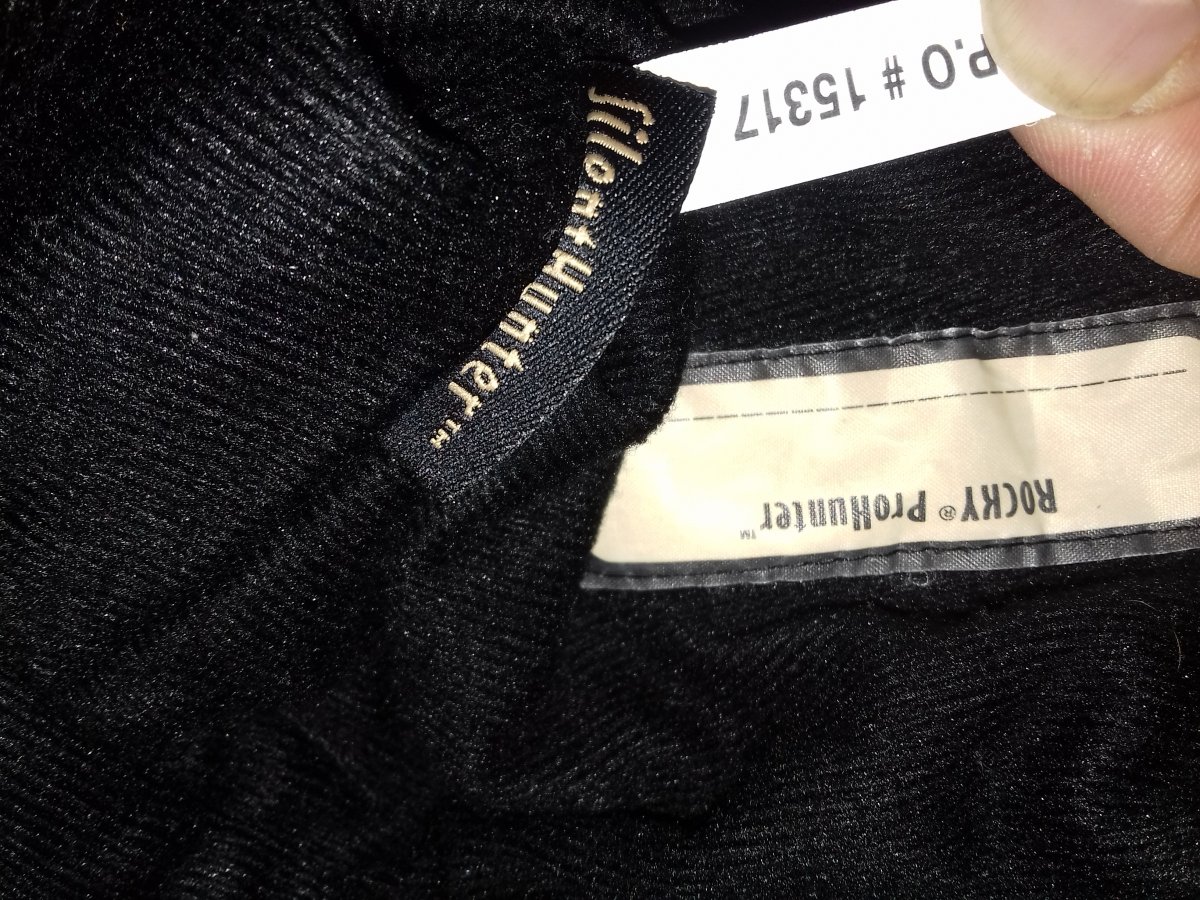 P.O # 15317
SilentHunter™
ROCKY® ProHunter™